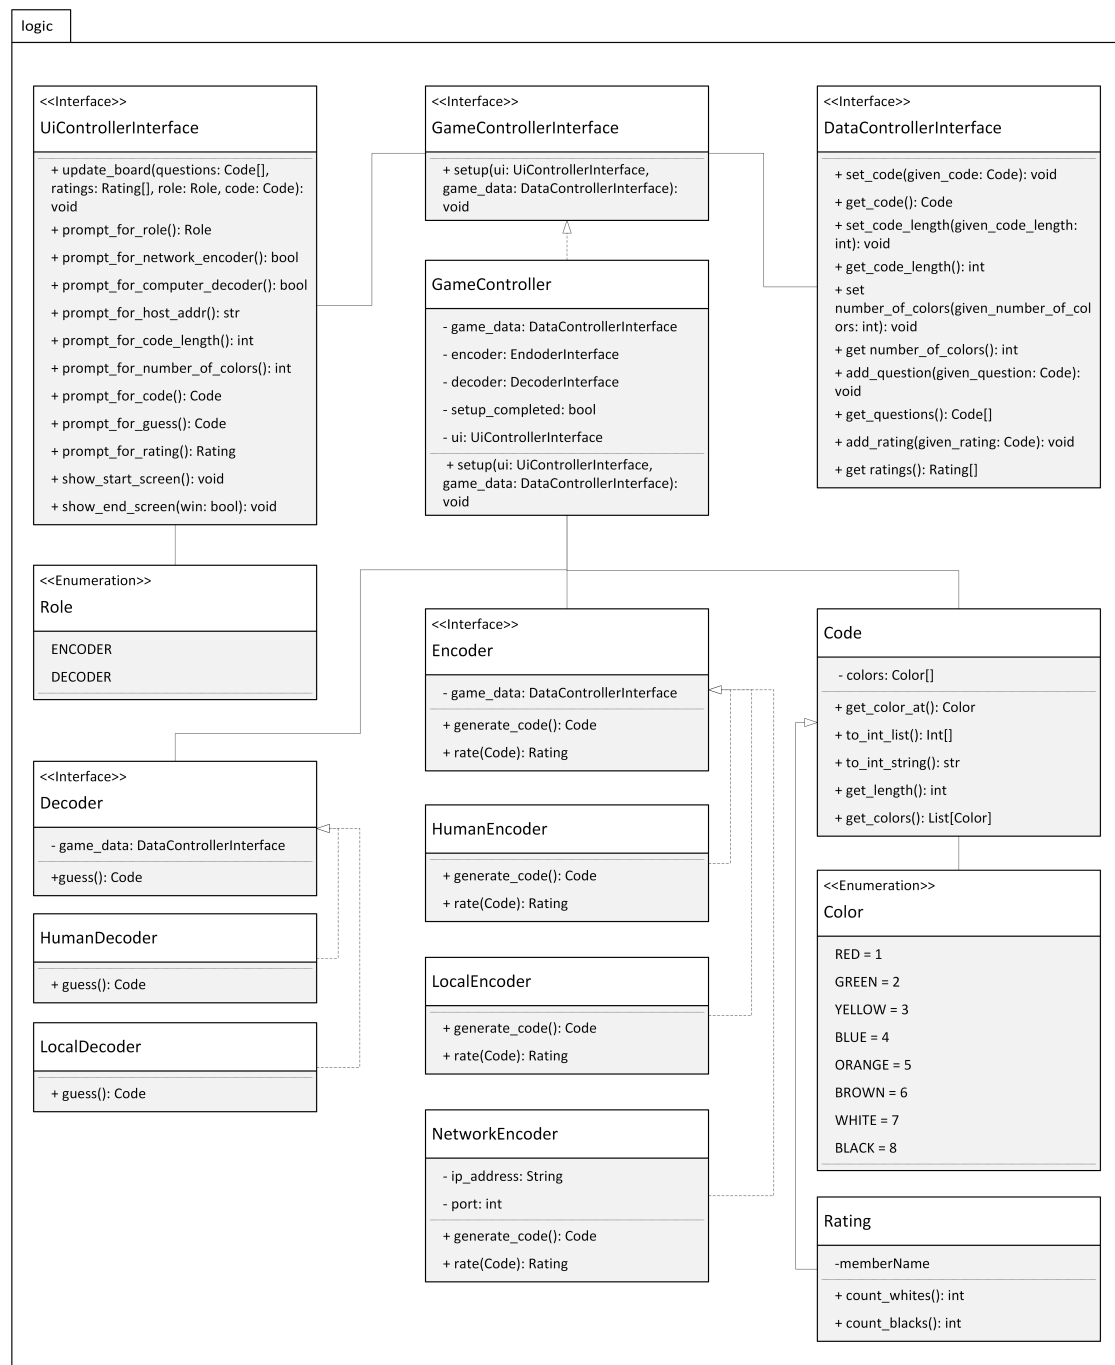 logic
<<Interface>>
UiControllerInterface
+ update_board(questions: Code[],
ratings: Rating[], role: Role, code: Code):
void
+ prompt_for_role(): Role
+ prompt_for_network_encoder(): bool
+ prompt_for_computer_decoder(): bool
+ prompt_for_host_addr(): str
+ prompt_for_code_length(): int
+ prompt_for_number_of_colors(): int
+ prompt_for_code(): Code
+ prompt_for_guess(): Code
+ prompt_for_rating(): Rating
+ show_start_screen(): void
+ show_end_screen(win: bool): void
<<Interface>>
GameControllerInterface
+ setup(ui: UiControllerInterface,
game_data: DataControllerInterface):
void
<<Interface>>
DataControllerInterface
+ set_code(given_code: Code): void
+ get_code(): Code
+ set_code_length(given_code_length:
int): void
+ get_code_length(): int
+ set
number_of_colors(given_number_of_col
ors: int): void
+ get number_of_colors(): int
+ add_question(given_question: Code):
void
+ get_questions(): Code[]
+ add_rating(given_rating: Code): void
+ get ratings(): Rating[]
GameController
- game_data: DataControllerInterface
- encoder: EndoderInterface
- decoder: DecoderInterface
- setup_completed: bool
- ui: UiControllerInterface
+ setup(ui: UiControllerInterface,
game_data: DataControllerInterface):
void
<<Enumeration>>
Role
ENCODER
DECODER
<<Interface>>
Encoder
- game_data: DataControllerInterface
+ generate_code(): Code
+ rate(Code): Rating
Code
- colors: Color[]
+ get_color_at(): Color
+ to_int_list(): Int[]
+ to_int_string(): str
+ get_length(): int
+ get_colors(): List[Color]
<<Interface>>
Decoder
- game_data: DataControllerInterface
+guess(): Code
HumanEncoder
+ generate_code(): Code
+ rate(Code): Rating
<<Enumeration>>
Color
RED = 1
GREEN = 2
YELLOW = 3
BLUE = 4
ORANGE = 5
BROWN = 6
WHITE = 7
BLACK = 8
HumanDecoder
+ guess(): Code
LocalEncoder
+ generate_code(): Code
+ rate(Code): Rating
LocalDecoder
+ guess(): Code
NetworkEncoder
- ip_address: String
- port: int
+ generate_code(): Code
+ rate(Code): Rating
Rating
-memberName
+ count_whites(): int
+ count_blacks(): int